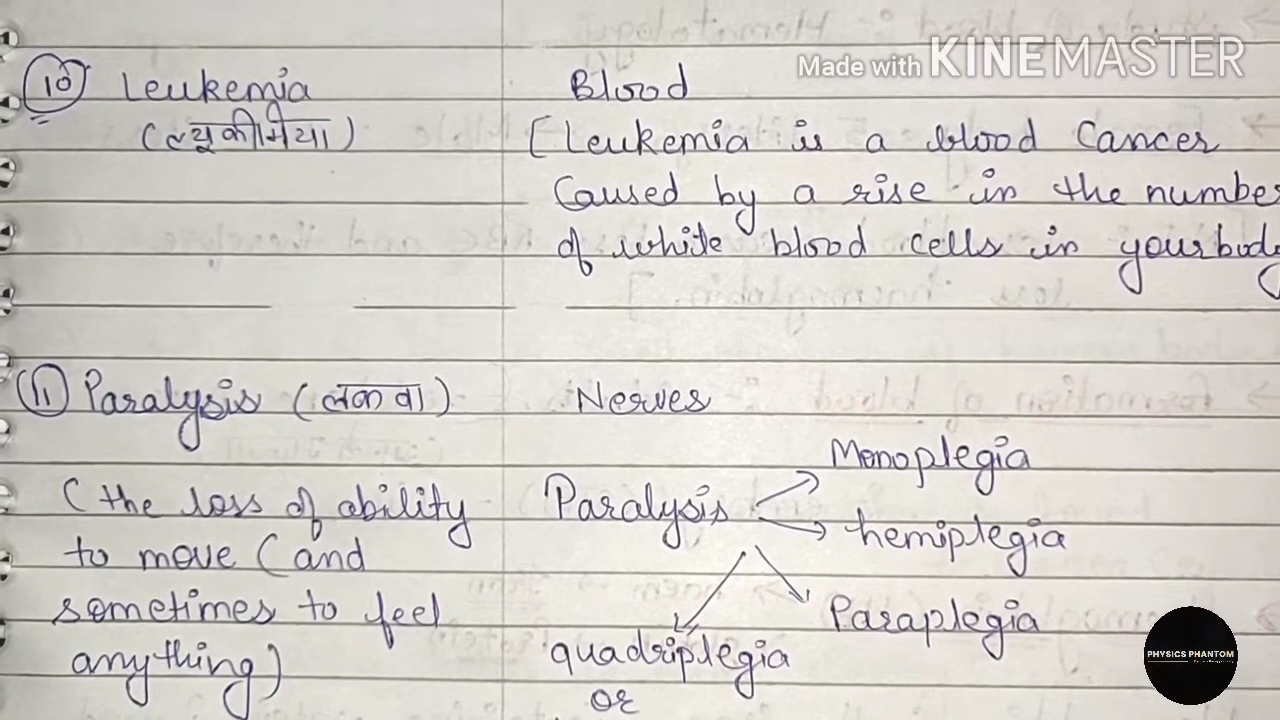 Made with KINEMASTER
10 Leukemia Blood
(ल्यूकीमिया) [Leukemia is a blood Cancer
Caused by a rise in the number
of white blood cells in your body
11 Paralysis (लकवा) Nerves
Monoplegia
(the loss of ability Paralysis
hemiplegia
to move (and
sometimes to feel Paraplegia
anything) quadriplegia
or
PHYSICS PHANTOM